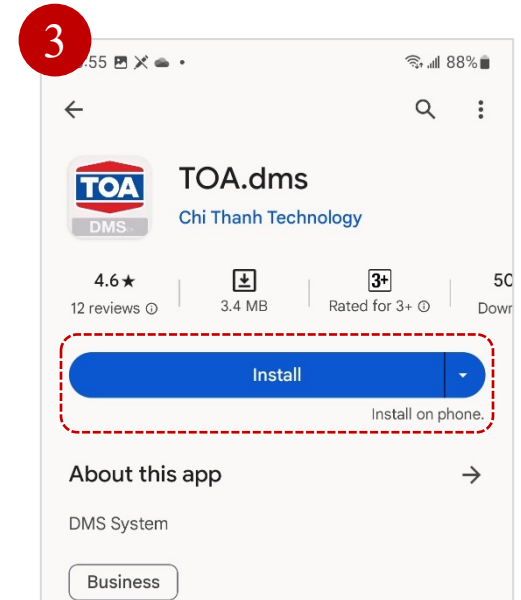 3
:55
88%
TOA
DMS
TOA.dms
Chi Thanh Technology
4.6★
3+
50
12 reviews
3.4 MB
Rated for 3+
Down
Install
Install on phone.
About this app
DMS System
Business